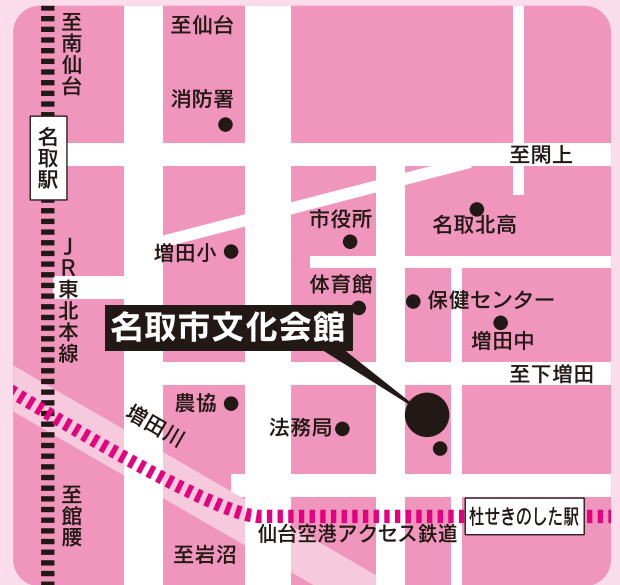 至南仙台
至仙台
消防署
名取駅
至閖上
市役所
名取北高
増田小
JR東北本線
体育館
保健センター
名取市文化会館
増田中
至下増田
農協
増田川
法務局
至館腰
杜せきのした駅
仙台空港アクセス鉄道
至岩沼